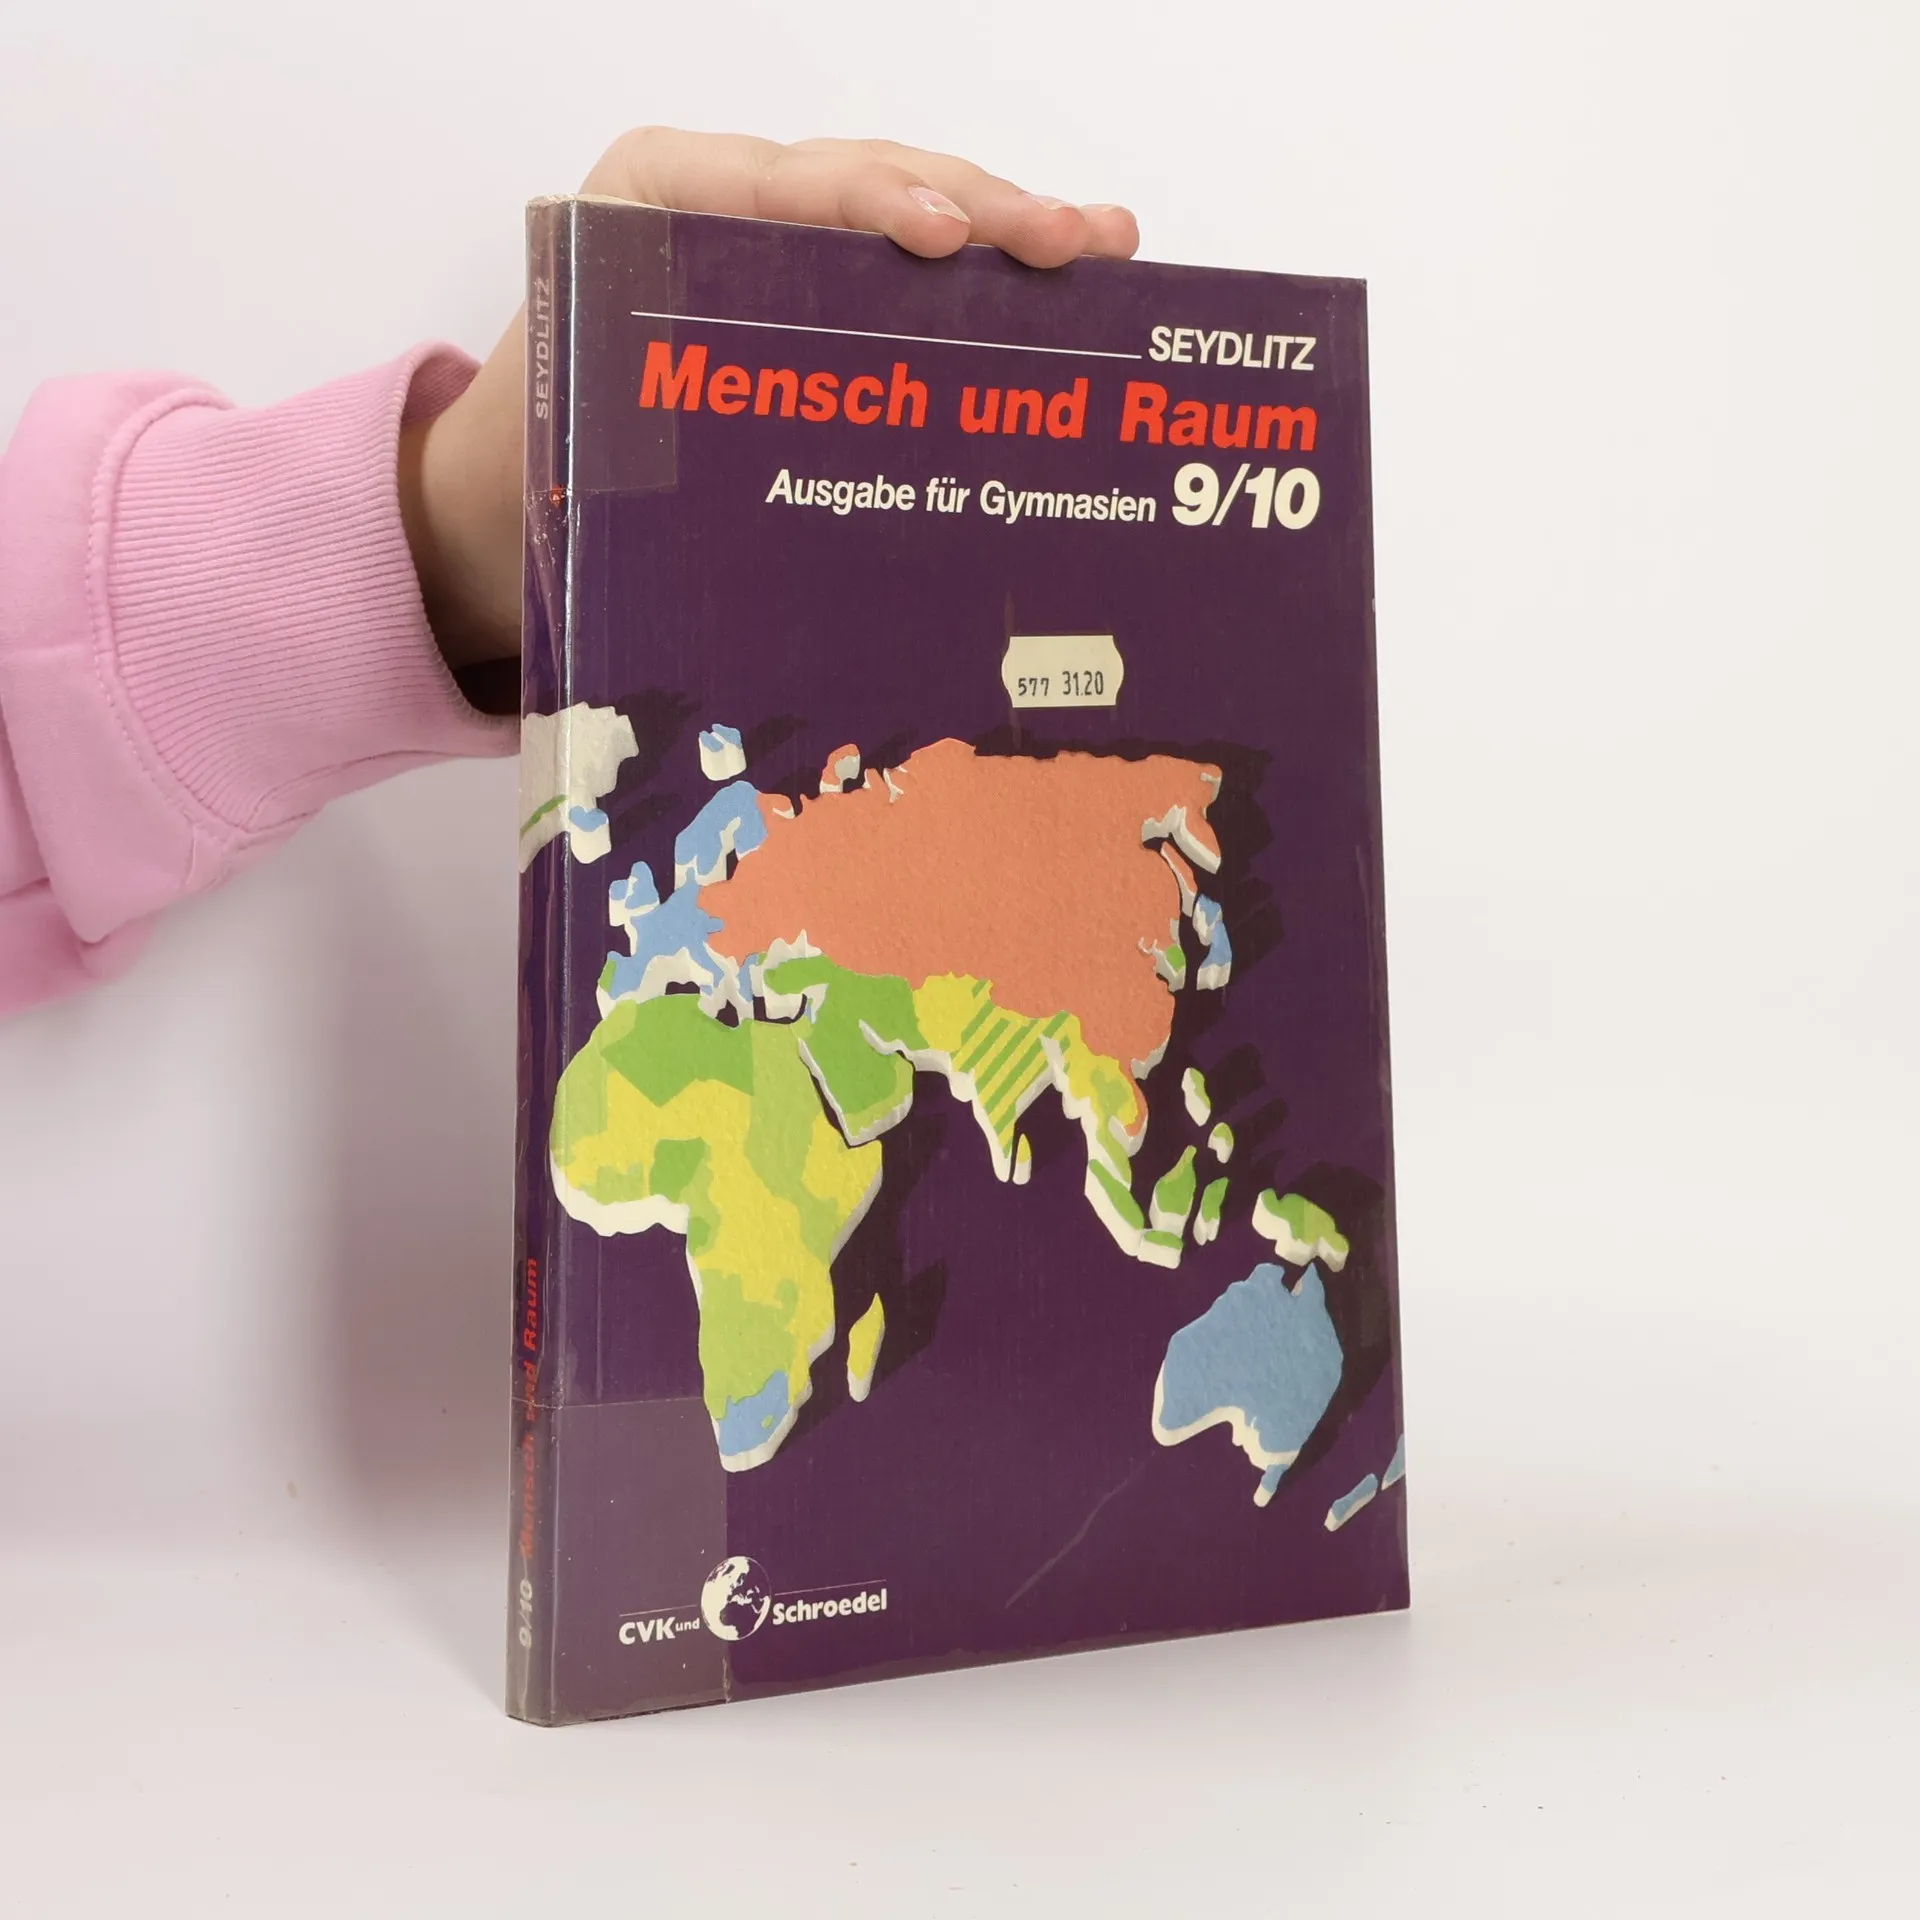 SEYDLITZ
Mensch und Raum
Ausgabe für Gymnasien 9/10
577 31.20
CVK und Schroedel
SEYDLITZ
9/10 Mensch und Raum